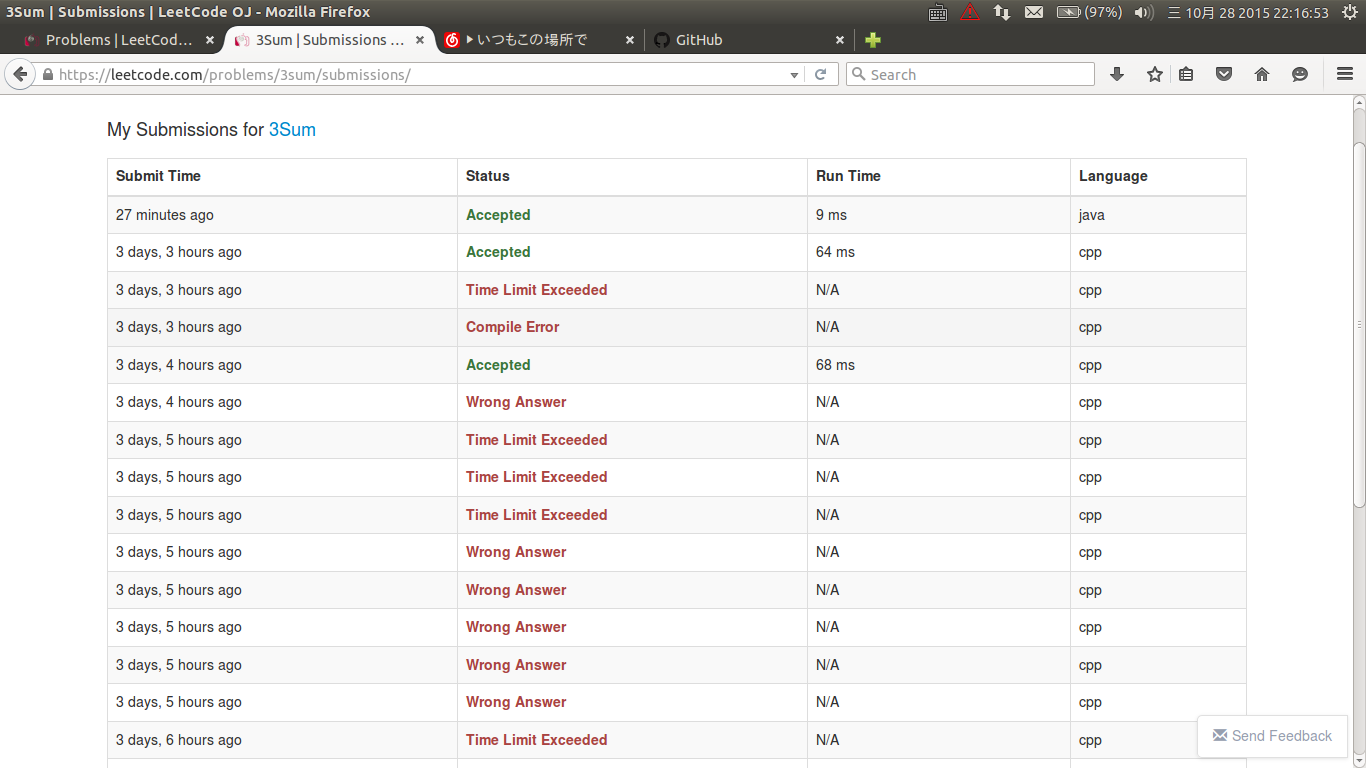 3Sum | Submissions | LeetCode OJ - Mozilla Firefox (97%) 三 10月 28 2015 22:16:53
Problems | LeetCod... × 3Sum | Submissions ... × いつもこの場所で × GitHub ×
https://leetcode.com/problems/3sum/submissions/ Search
My Submissions for 3Sum
Submit Time Status Run Time Language
27 minutes ago Accepted 9 ms java
3 days, 3 hours ago Accepted 64 ms cpp
3 days, 3 hours ago Time Limit Exceeded N/A cpp
3 days, 3 hours ago Compile Error N/A cpp
3 days, 4 hours ago Accepted 68 ms cpp
3 days, 4 hours ago Wrong Answer N/A cpp
3 days, 5 hours ago Time Limit Exceeded N/A cpp
3 days, 5 hours ago Time Limit Exceeded N/A cpp
3 days, 5 hours ago Time Limit Exceeded N/A cpp
3 days, 5 hours ago Wrong Answer N/A cpp
3 days, 5 hours ago Wrong Answer N/A cpp
3 days, 5 hours ago Wrong Answer N/A cpp
3 days, 5 hours ago Wrong Answer N/A cpp
3 days, 5 hours ago Wrong Answer N/A cpp
3 days, 6 hours ago Time Limit Exceeded N/A cpp
Send Feedback